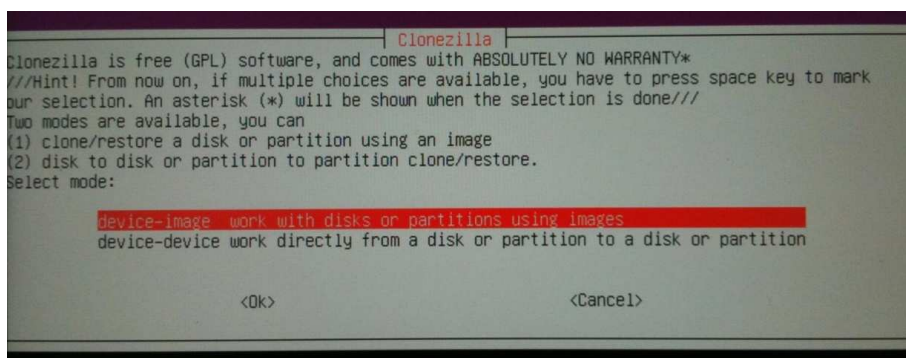 Clonezilla
Clonezilla is free (GPL) software, and comes with ABSOLUTELY NO WARRANTY*
///Hint! From now on, if multiple choices are available, you have to press space key to mark
our selection. An asterisk (*) will be shown when the selection is done///
Two modes are available, you can
(1) clone/restore a disk or partition using an image
(2) disk to disk or partition to partition clone/restore.
Select mode:
device-image work with disks or partitions using images
device-device work directly from a disk or partition to a disk or partition
<Ok> <Cancel>